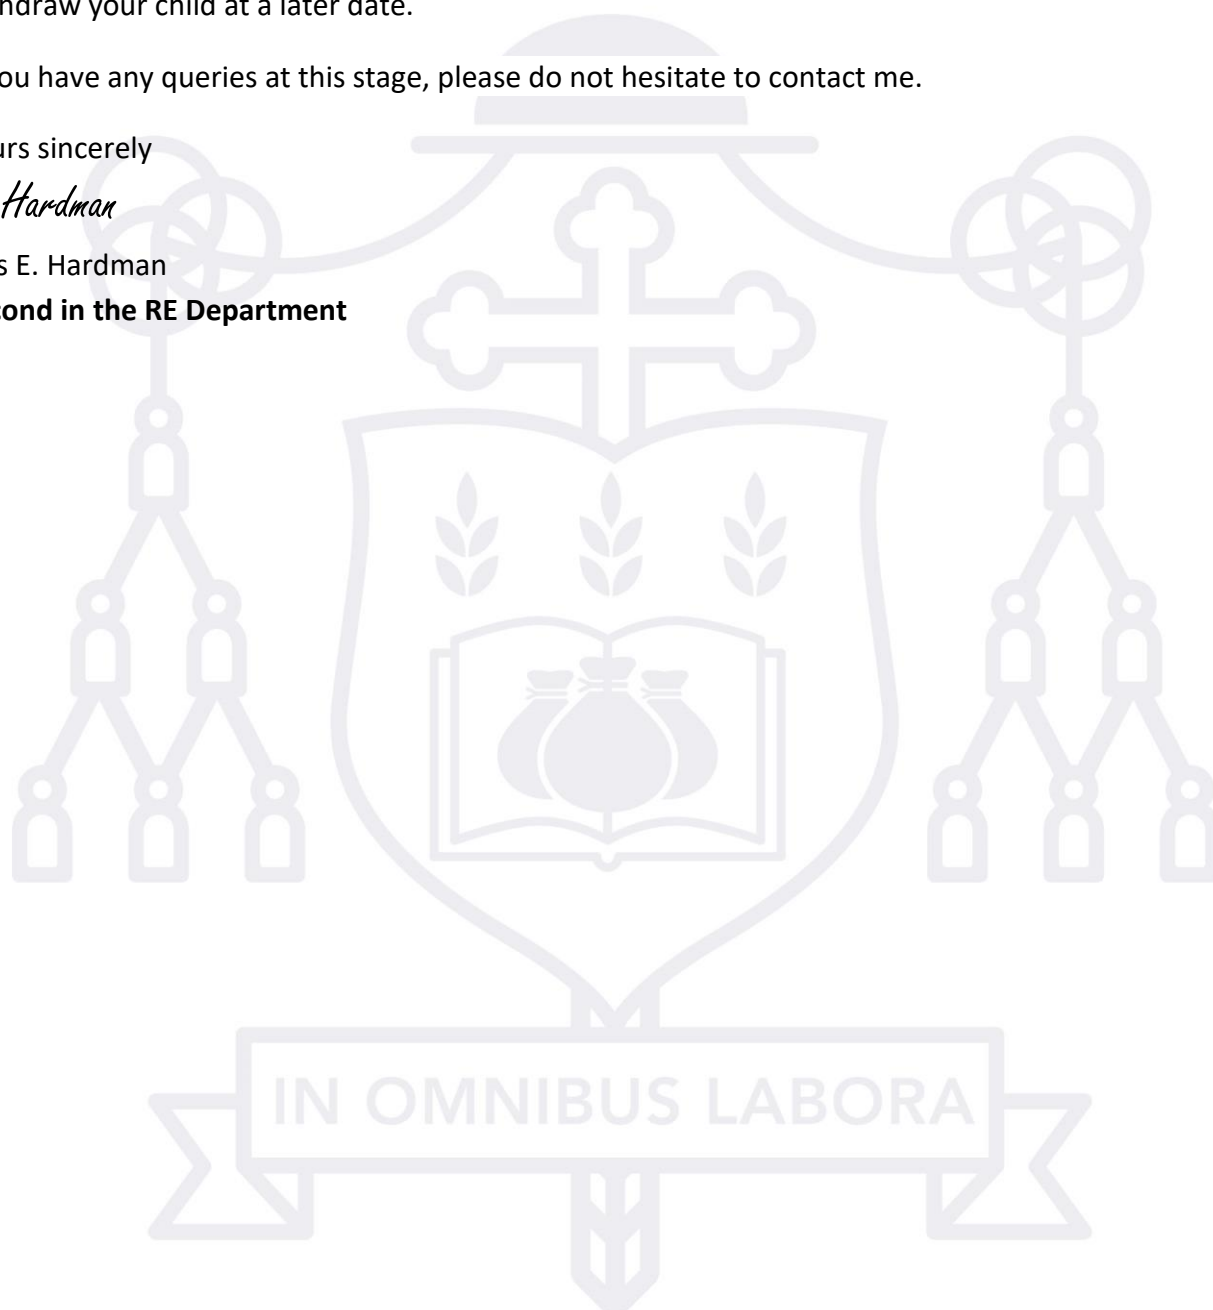 ndraw your child at a later date.
ou have any queries at this stage, please do not hesitate to contact me.
urs sincerely
Hardman
s E. Hardman
cond in the RE Department
IN OMNIBUS LABORA